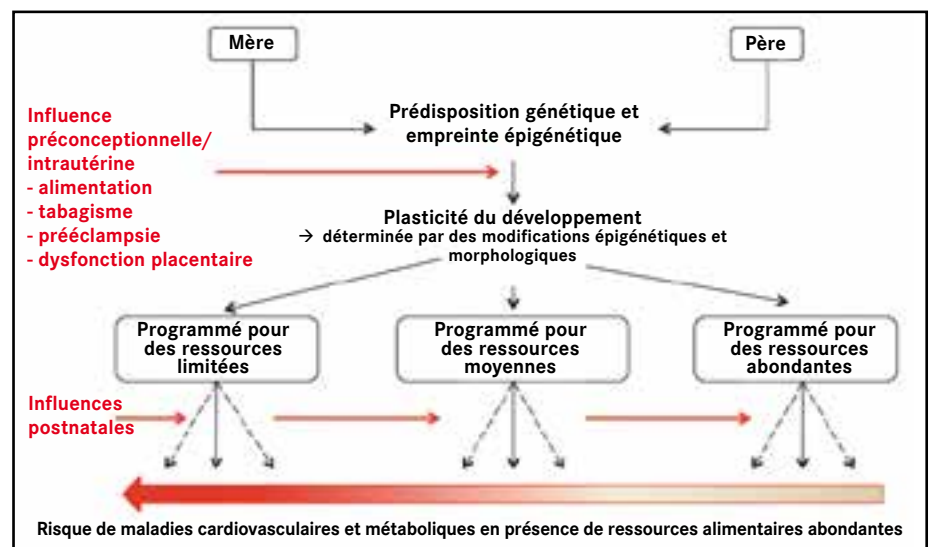 Mère
Père
Prédisposition génétique et
empreinte épigénétique
Influence
préconceptionnelle/
intrautérine
- alimentation
- tabagisme
- prééclampsie
- dysfonction placentaire
Plasticité du développement
→ déterminée par des modifications épigénétiques et
morphologiques
Programmé pour
des ressources
limitées
Programmé pour
des ressources
moyennes
Programmé pour
des ressources
abondantes
Influences
postnatales
Risque de maladies cardiovasculaires et métaboliques en présence de ressources alimentaires abondantes